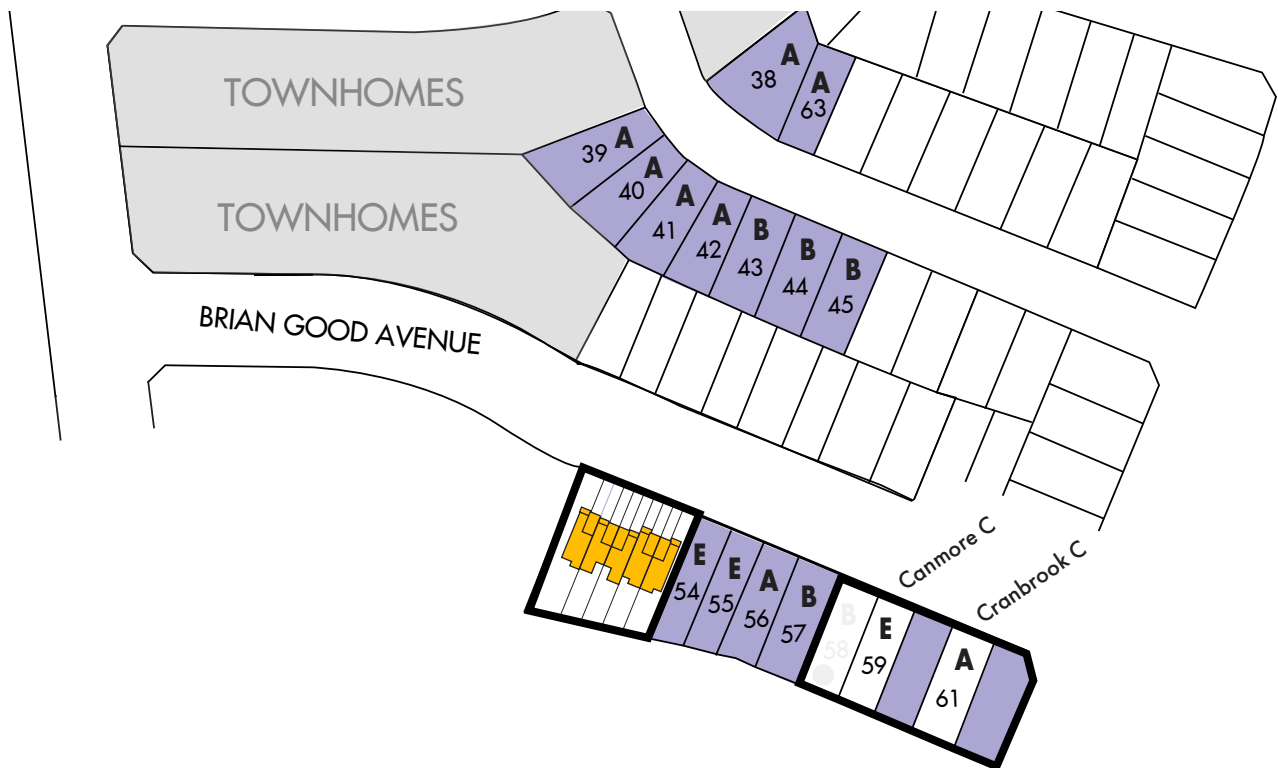 A
38
A
63
TOWNHOMES
A
39
A
40
A
41
A
42
B
43
B
44
B
45
TOWNHOMES
BRIAN GOOD AVENUE
Canmore C
Cranbrook C
E
54
E
55
A
56
B
57
B
58
E
59
A
61